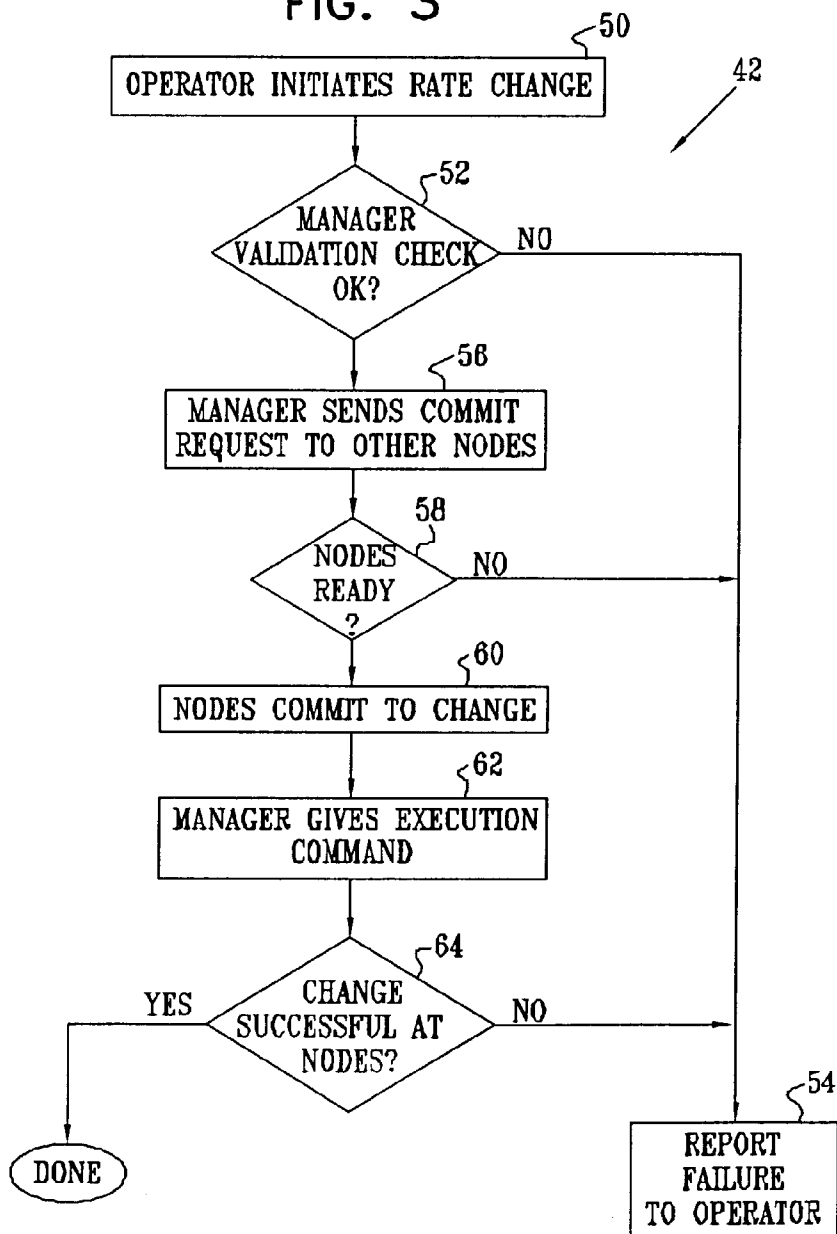 FIG. 3
50
OPERATOR INITIATES RATE CHANGE
42
52
MANAGER
VALIDATION CHECK
OK?
NO
56
MANAGER SENDS COMMIT
REQUEST TO OTHER NODES
58
NODES
READY
?
NO
60
NODES COMMIT TO CHANGE
62
MANAGER GIVES EXECUTION
COMMAND
64
YES
CHANGE
SUCCESSFUL AT
NODES?
NO
54
DONE
REPORT
FAILURE
TO OPERATOR